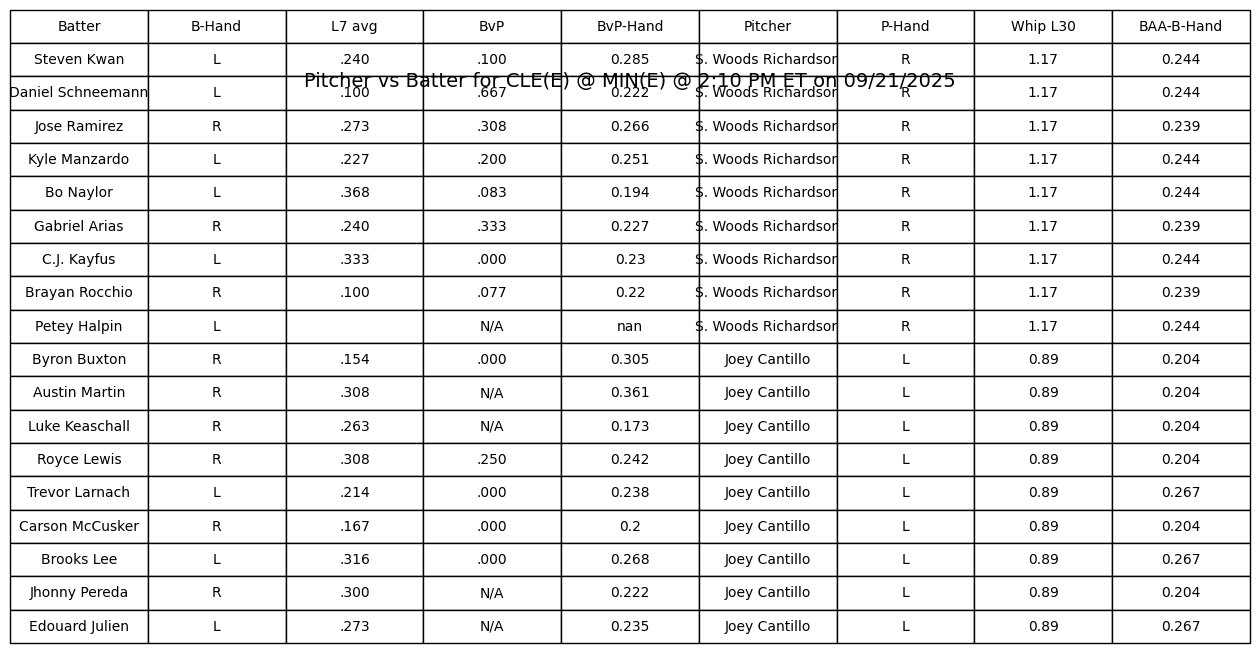 Batter B-Hand L7 avg BvP BvP-Hand Pitcher P-Hand Whip L30 BAA-B-Hand
Steven Kwan L .240 .100 0.285 S. Woods Richardson R 1.17 0.244
Pitcher vs Batter for CLE(E) @ MIN(E) @ 2:10 PM ET on 09/21/2025
Daniel Schneemann L .100 .667 0.222 S. Woods Richardson R 1.17 0.244
Jose Ramirez R .273 .308 0.266 S. Woods Richardson R 1.17 0.239
Kyle Manzardo L .227 .200 0.251 S. Woods Richardson R 1.17 0.244
Bo Naylor L .368 .083 0.194 S. Woods Richardson R 1.17 0.244
Gabriel Arias R .240 .333 0.227 S. Woods Richardson R 1.17 0.239
C.J. Kayfus L .333 .000 0.23 S. Woods Richardson R 1.17 0.244
Brayan Rocchio R .100 .077 0.22 S. Woods Richardson R 1.17 0.239
Petey Halpin L N/A nan S. Woods Richardson R 1.17 0.244
Byron Buxton R .154 .000 0.305 Joey Cantillo L 0.89 0.204
Austin Martin R .308 N/A 0.361 Joey Cantillo L 0.89 0.204
Luke Keaschall R .263 N/A 0.173 Joey Cantillo L 0.89 0.204
Royce Lewis R .308 .250 0.242 Joey Cantillo L 0.89 0.204
Trevor Larnach L .214 .000 0.238 Joey Cantillo L 0.89 0.267
Carson McCusker R .167 .000 0.2 Joey Cantillo L 0.89 0.204
Brooks Lee L .316 .000 0.268 Joey Cantillo L 0.89 0.267
Jhonny Pereda R .300 N/A 0.222 Joey Cantillo L 0.89 0.204
Edouard Julien L .273 N/A 0.235 Joey Cantillo L 0.89 0.267